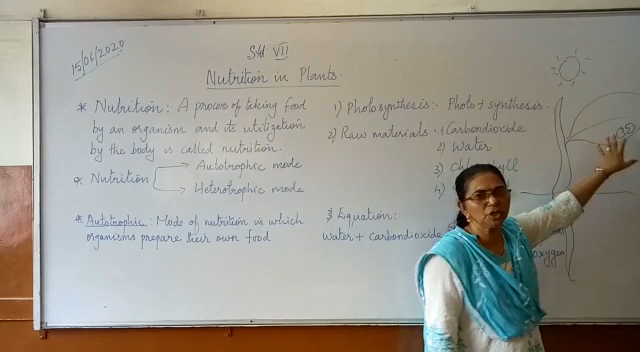 15/06/2020
Std. VII
Nutrition in Plants.
* Nutrition: A process of taking food
by an organism and its utilization
by the body is called nutrition.
* Nutrition → Autotrophic mode
→ Heterotrophic mode
* Autotrophic: Mode of nutrition in which
organisms prepare their own food
1) Photosynthesis:- Photo + synthesis.
2) Raw materials: 1) Carbondioxide
2) Water
3)
4)
3) Equation:
Water + carbondioxide
oxygen